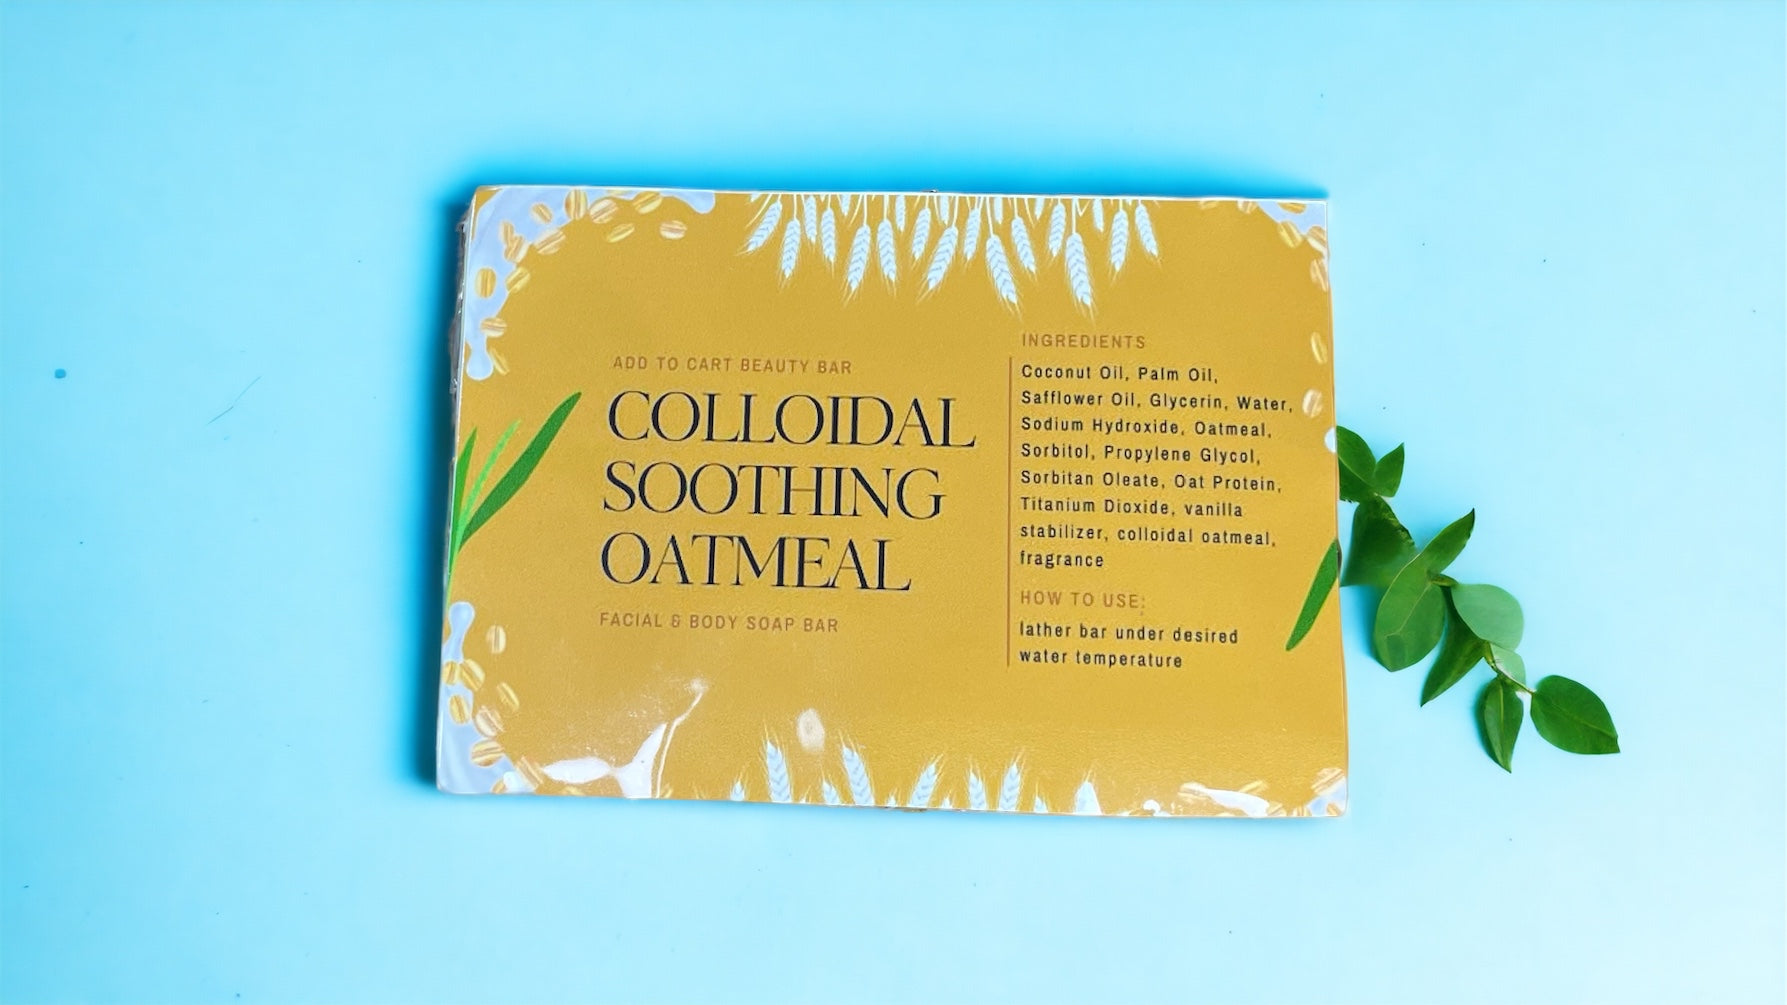 ADD TO CART BEAUTY BAR
COLLOIDAL
SOOTHING
OATMEAL
FACIAL & BODY SOAP BAR
INGREDIENTS
Coconut Oil, Palm Oil,
Safflower Oil, Glycerin, Water,
Sodium Hydroxide, Oatmeal,
Sorbitol, Propylene Glycol,
Sorbitan Oleate, Oat Protein,
Titanium Dioxide, vanilla
stabilizer, colloidal oatmeal,
fragrance
HOW TO USE:
lather bar under desired
water temperature